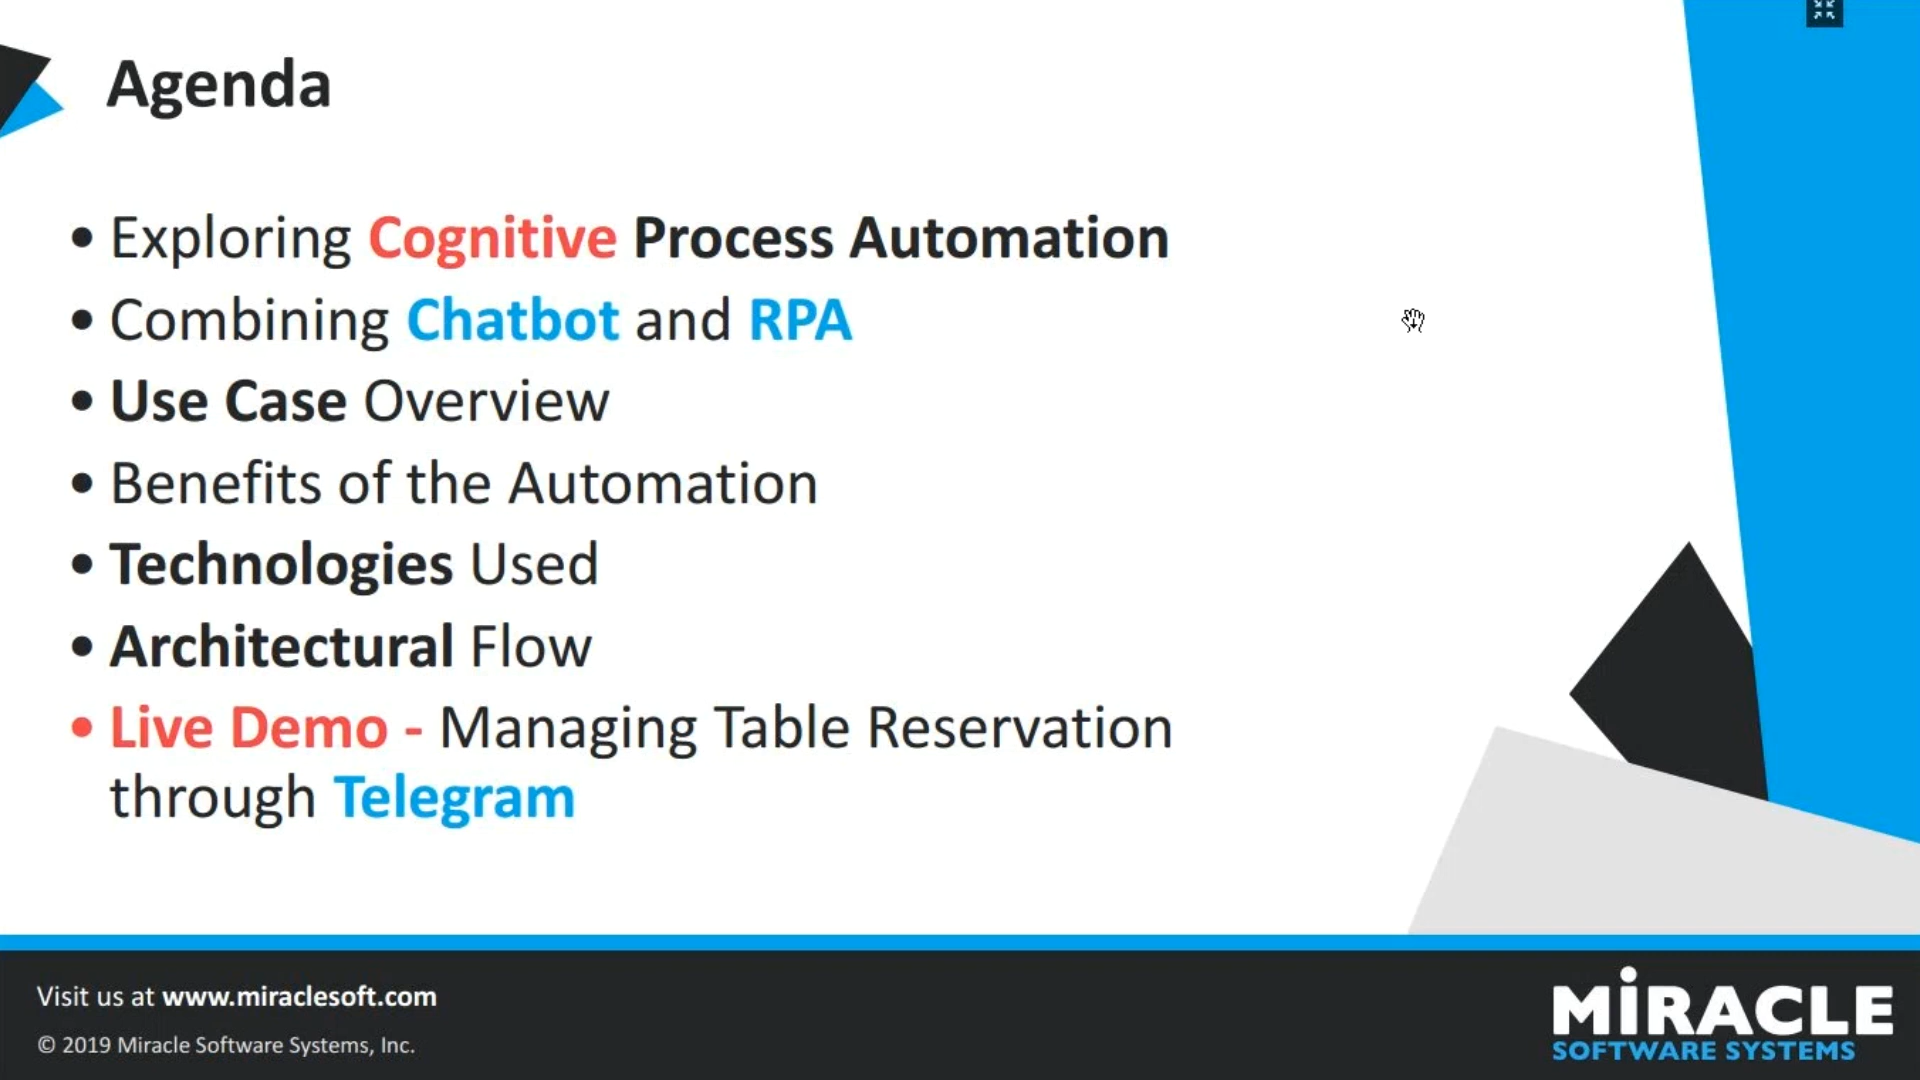 Agenda
• Exploring Cognitive Process Automation
• Combining Chatbot and RPA
• Use Case Overview
• Benefits of the Automation
• Technologies Used
• Architectural Flow
• Live Demo - Managing Table Reservation
through Telegram
Visit us at www.miraclesoft.com
© 2019 Miracle Software Systems, Inc.
MiRACLE
SOFTWARE SYSTEMS